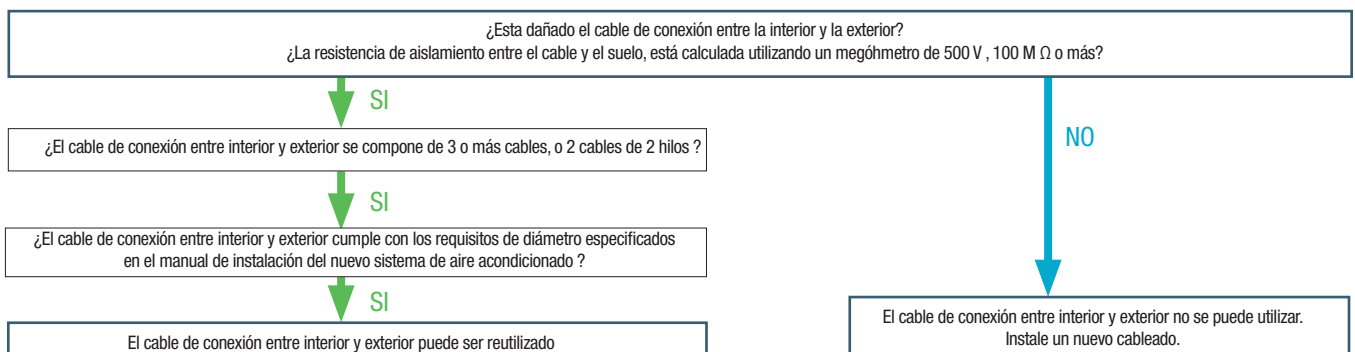 ¿Esta dañado el cable de conexión entre la interior y la exterior?
¿La resistencia de aislamiento entre el cable y el suelo, está calculada utilizando un megóhmetro de 500 V , 100 M Ω o más?
SI
NO
¿El cable de conexión entre interior y exterior se compone de 3 o más cables, o 2 cables de 2 hilos ?
SI
¿El cable de conexión entre interior y exterior cumple con los requisitos de diámetro especificados
en el manual de instalación del nuevo sistema de aire acondicionado ?
SI
El cable de conexión entre interior y exterior puede ser reutilizado
El cable de conexión entre interior y exterior no se puede utilizar.
Instale un nuevo cableado.